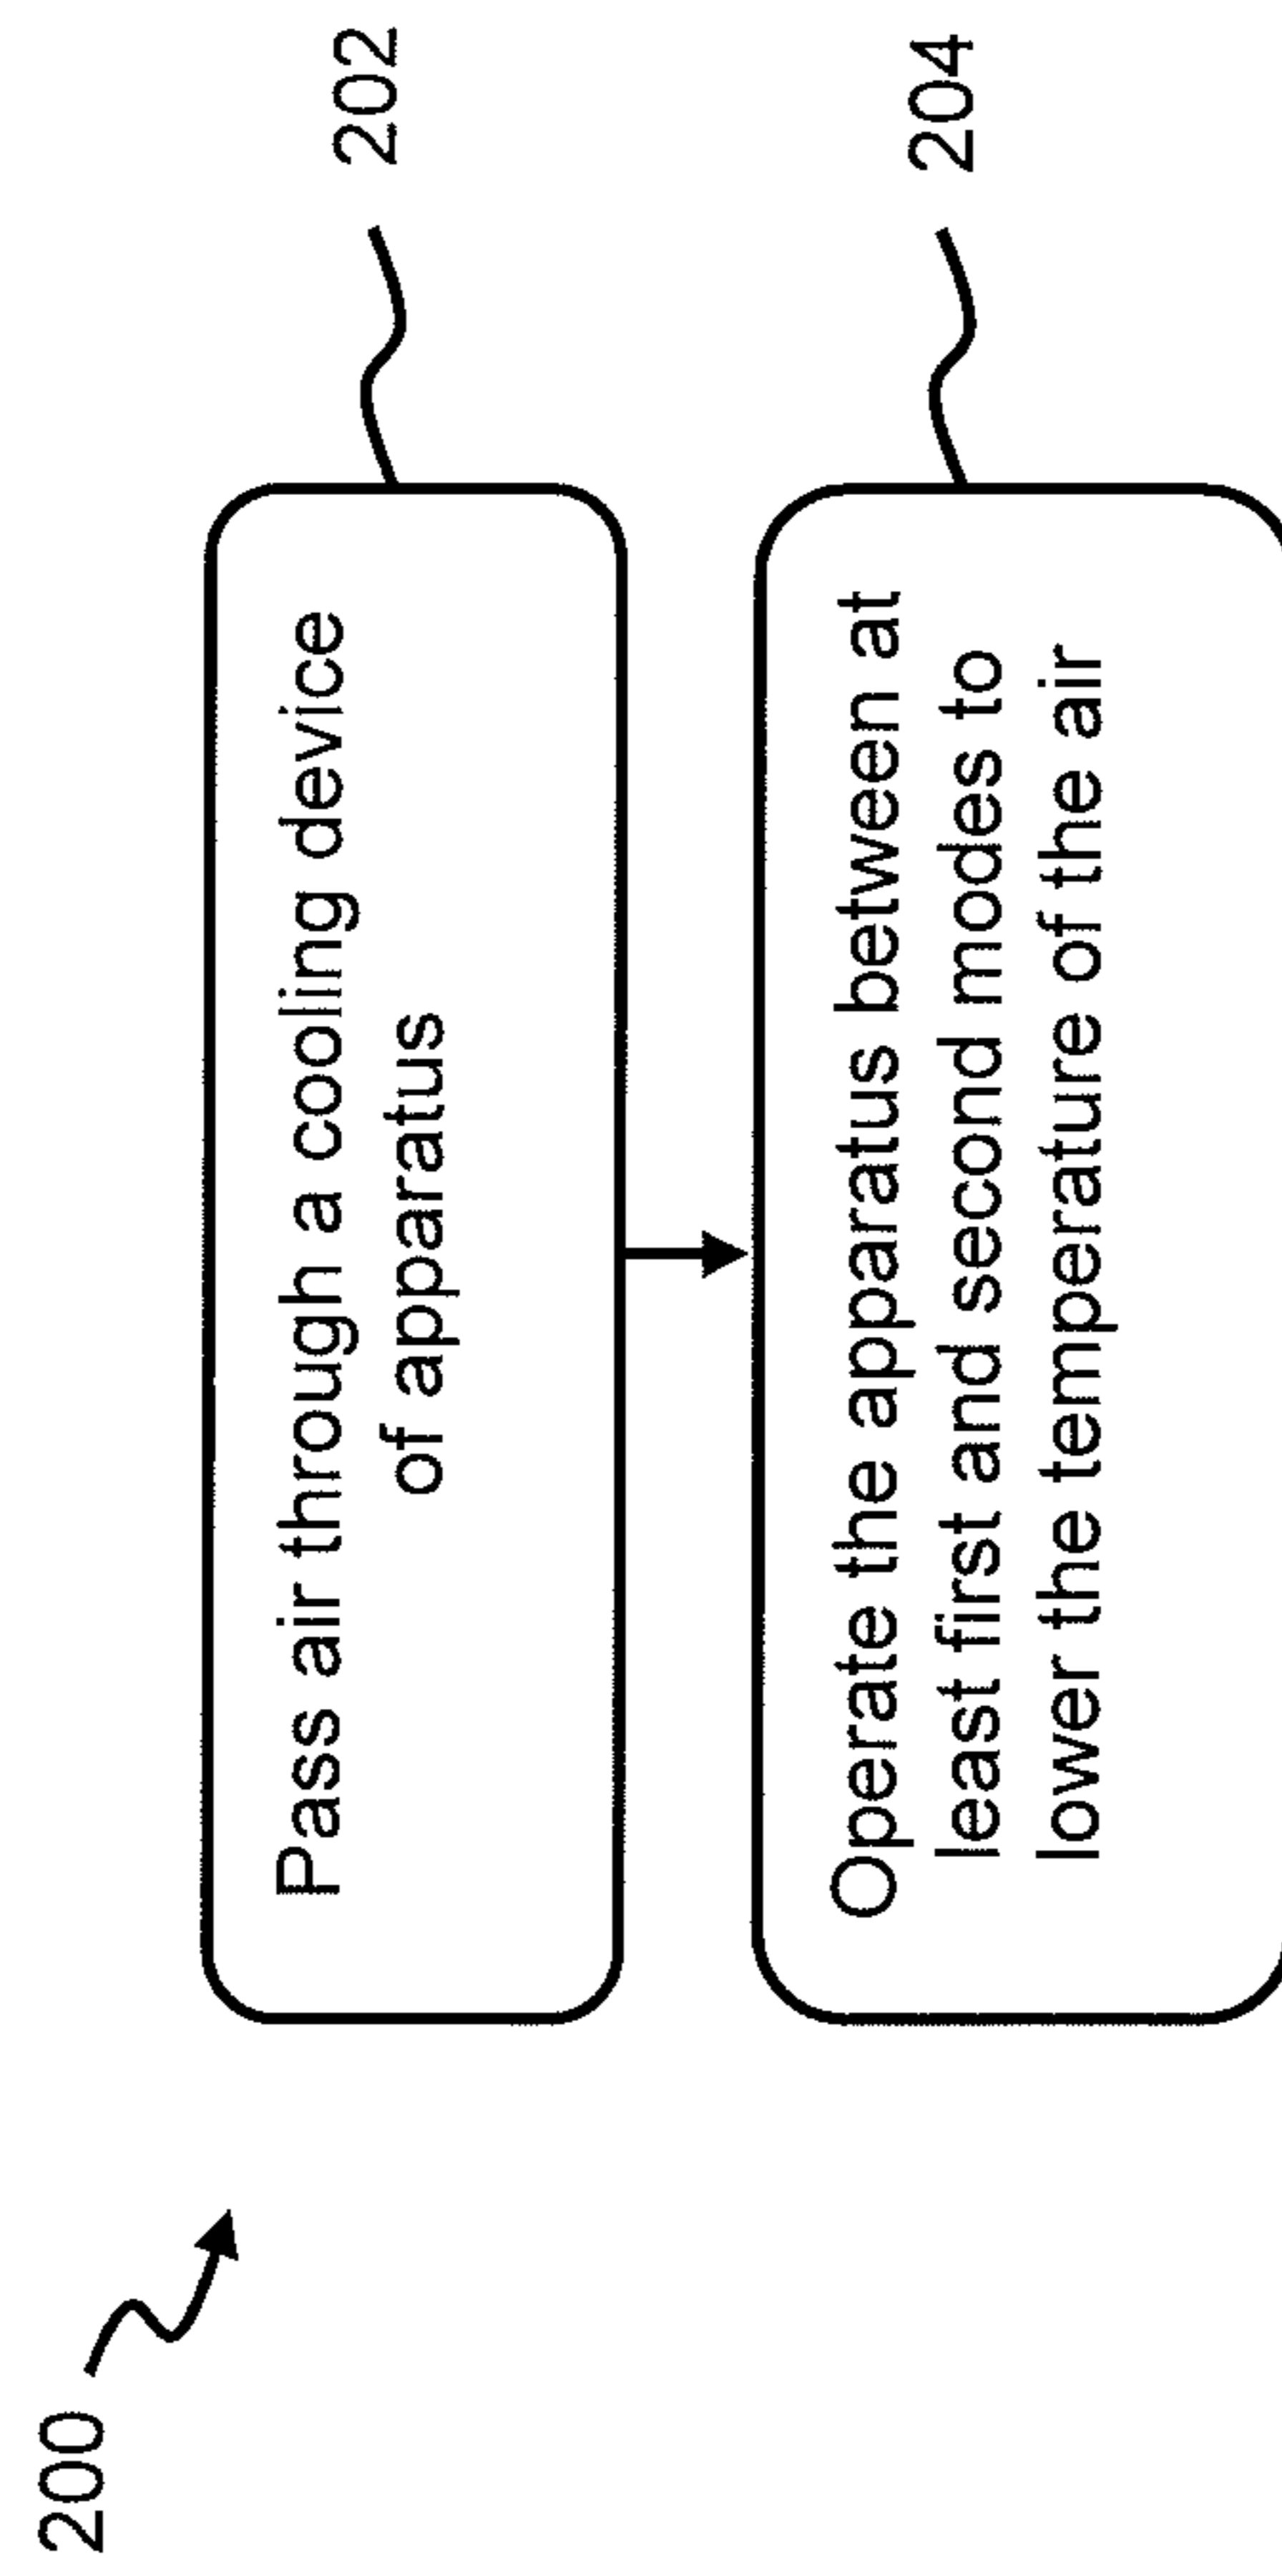 200
Pass air through a cooling device
of apparatus
202
Operate the apparatus between at
least first and second modes to
lower the temperature of the air
204